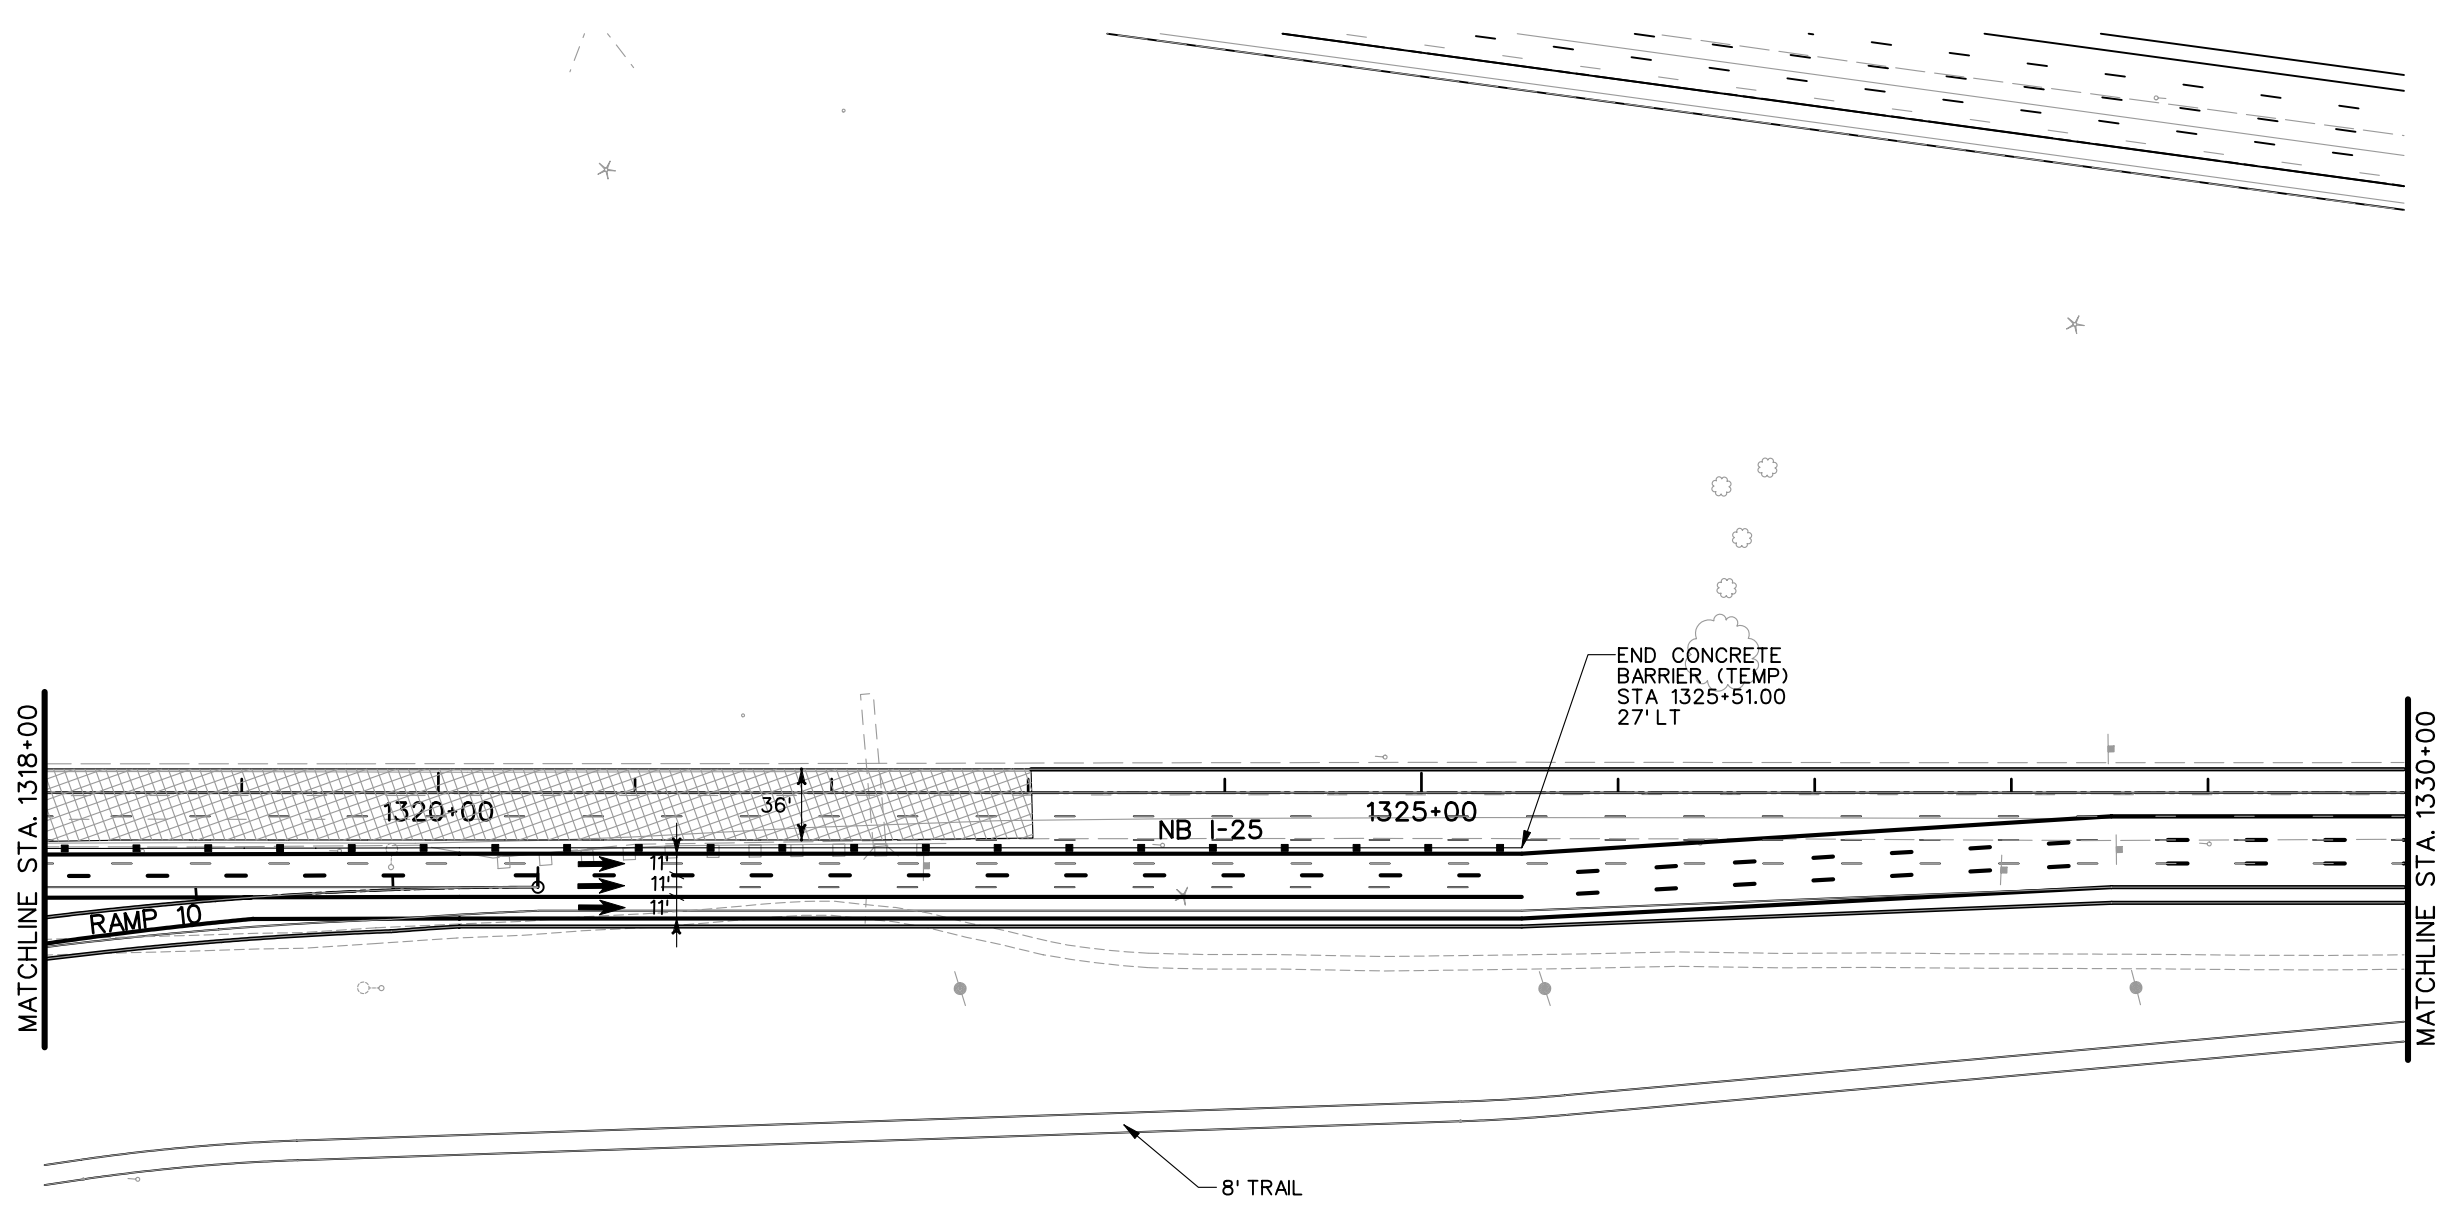 END CONCRETE
BARRIER (TEMP)
STA 1325+51.00
27' LT
MATCHLINE STA. 1318+00
MATCHLINE STA. 1330+00
1320+00
36'
1325+00
NB I-25
11'
11'
11'
RAMP 10
8' TRAIL